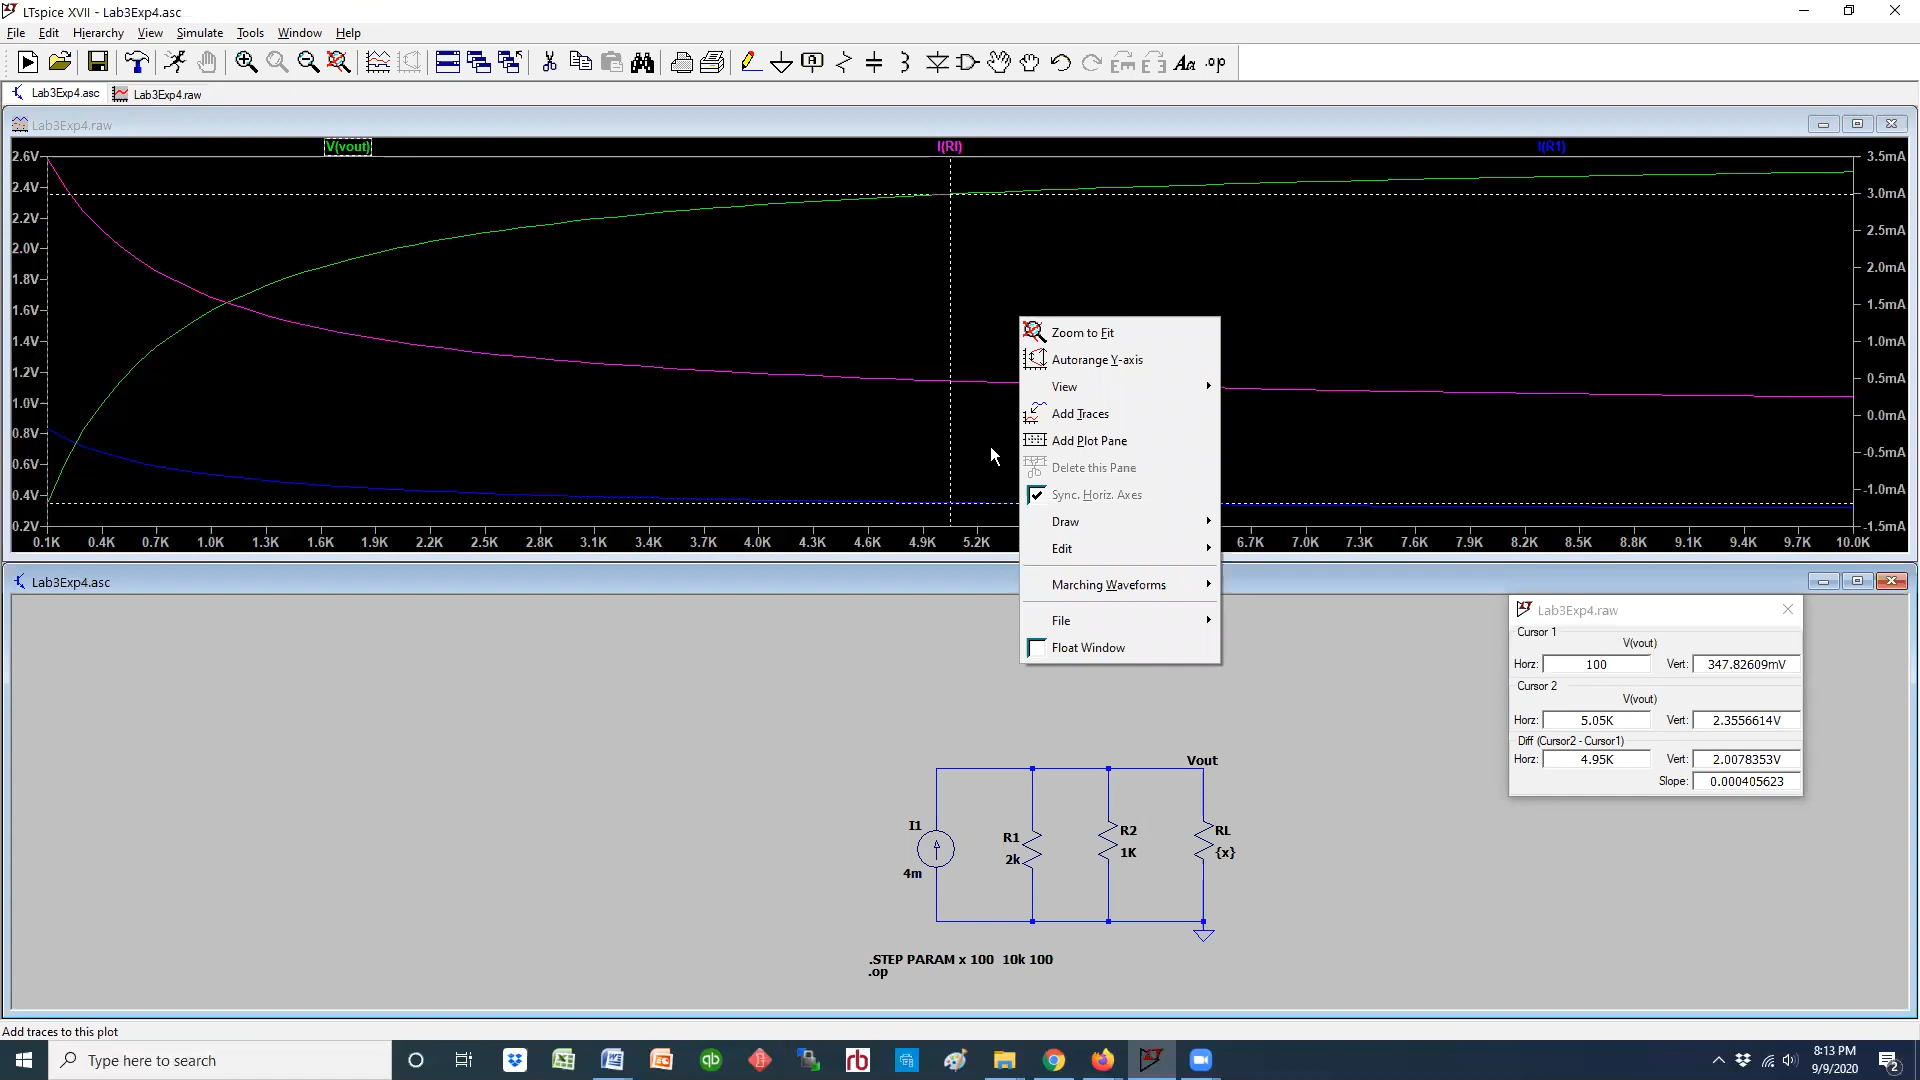 LTspice XVII - Lab3Exp4.asc
File Edit Hierarchy View Simulate Tools Window Help
Lab3Exp4.asc Lab3Exp4.raw
Lab3Exp4.raw
V(vout) I(Rl) I(R1)
2.6V 3.5mA
2.4V 3.0mA
2.2V 2.5mA
2.0V 2.0mA
1.8V 1.5mA
1.6V 1.0mA
1.4V 0.5mA
1.2V 0.0mA
1.0V -0.5mA
0.8V -1.0mA
0.6V -1.5mA
0.4V
0.2V
0.1K 0.4K 0.7K 1.0K 1.3K 1.6K 1.9K 2.2K 2.5K 2.8K 3.1K 3.4K 3.7K 4.0K 4.3K 4.6K 4.9K 5.2K 6.7K 7.0K 7.3K 7.6K 7.9K 8.2K 8.5K 8.8K 9.1K 9.4K 9.7K 10.0K
Zoom to Fit
Autorange Y-axis
View
Add Traces
Add Plot Pane
Delete this Pane
Sync. Horiz. Axes
Draw
Edit
Marching Waveforms
File
Float Window
Lab3Exp4.asc
Lab3Exp4.raw
Cursor 1
V(vout)
Horz: 100 Vert: 347.82609mV
Cursor 2
V(vout)
Horz: 5.05K Vert: 2.3556614V
Diff (Cursor2 - Cursor1)
Horz: 4.95K Vert: 2.0078353V
Slope: 0.000405623
Vout
I1
4m
R1
2k
R2
1K
RL
{x}
.STEP PARAM x 100 10k 100
.op
Add traces to this plot
Type here to search
8:13 PM
9/9/2020
2